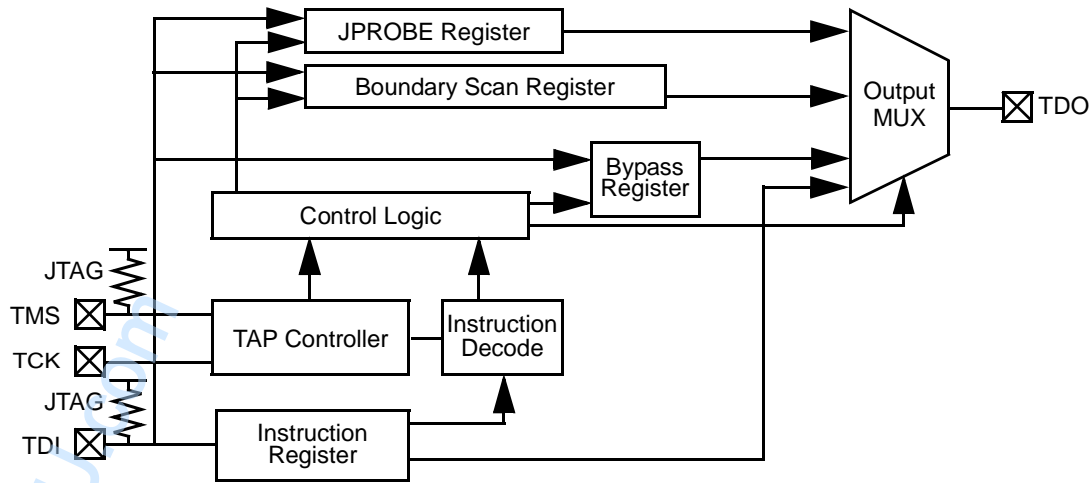 JPROBE Register
Boundary Scan Register
Output
MUX
TDO
Bypass
Register
Control Logic
JTAG
TMS
TAP Controller
Instruction
Decode
TCK
JTAG
TDI
Instruction
Register